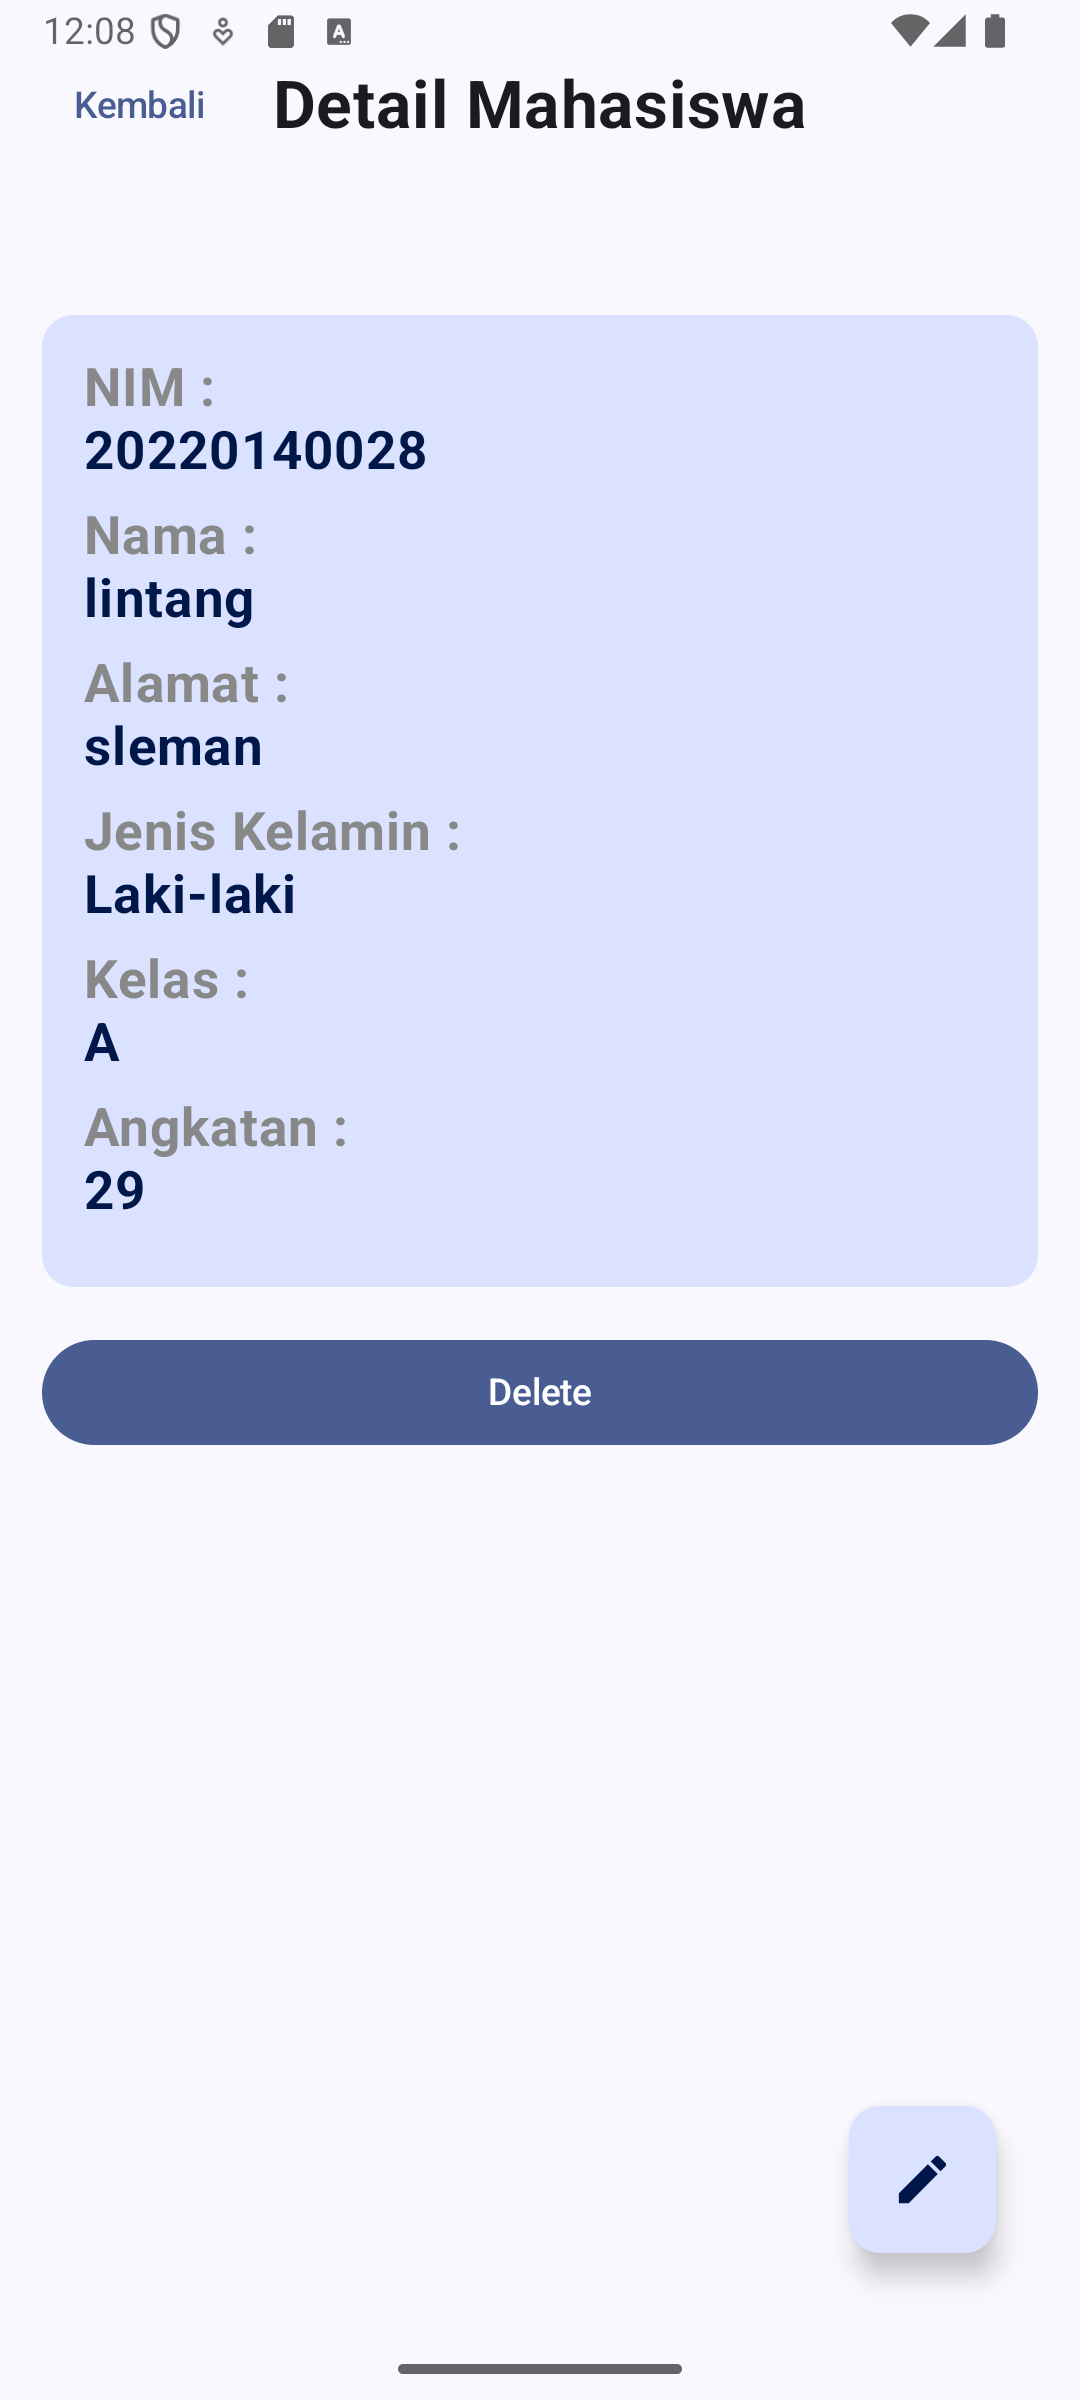 12:08
Kembali
Detail Mahasiswa
NIM :
20220140028
Nama :
lintang
Alamat :
sleman
Jenis Kelamin :
Laki-laki
Kelas :
A
Angkatan :
29
Delete